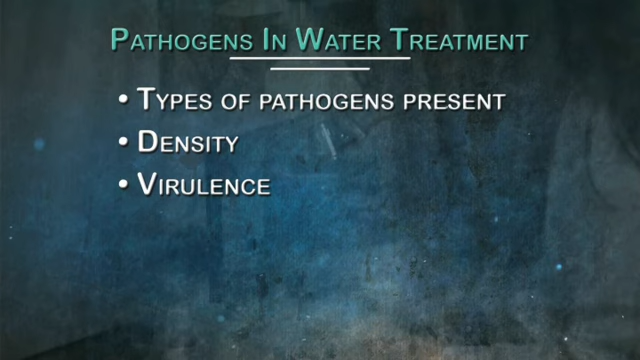 Pathogens In Water Treatment
• Types of pathogens present
• Density
• Virulence